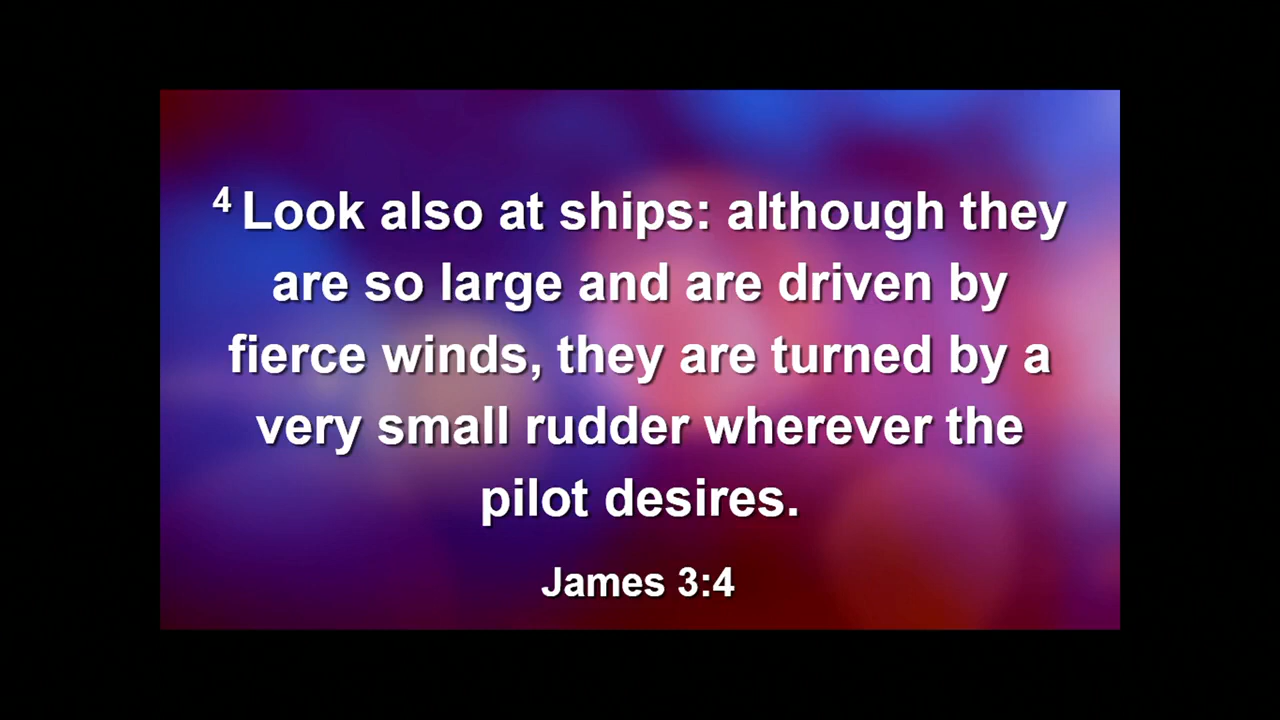 4 Look also at ships: although they
are so large and are driven by
fierce winds, they are turned by a
very small rudder wherever the
pilot desires.
James 3:4